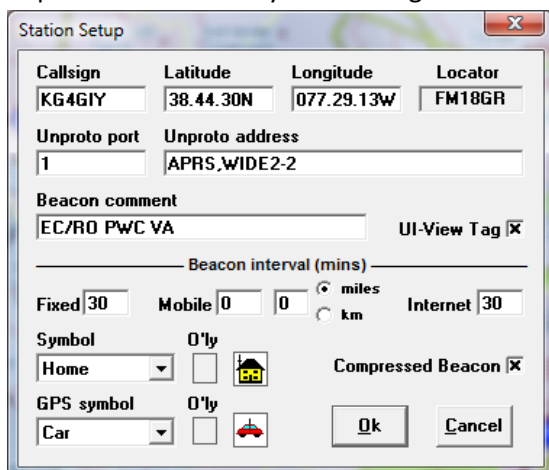 Station Setup
Callsign Latitude Longitude Locator
KG4GIY 38.44.30N 077.29.13W FM18GR
Unproto port Unproto address
1 APRS,WIDE2-2
Beacon comment
EC/RO PWC VA UI-View Tag
Beacon interval (mins)
Fixed 30 Mobile 0 0 miles km Internet 30
Symbol O'ly
Home Compressed Beacon
GPS symbol O'ly
Car Ok Cancel